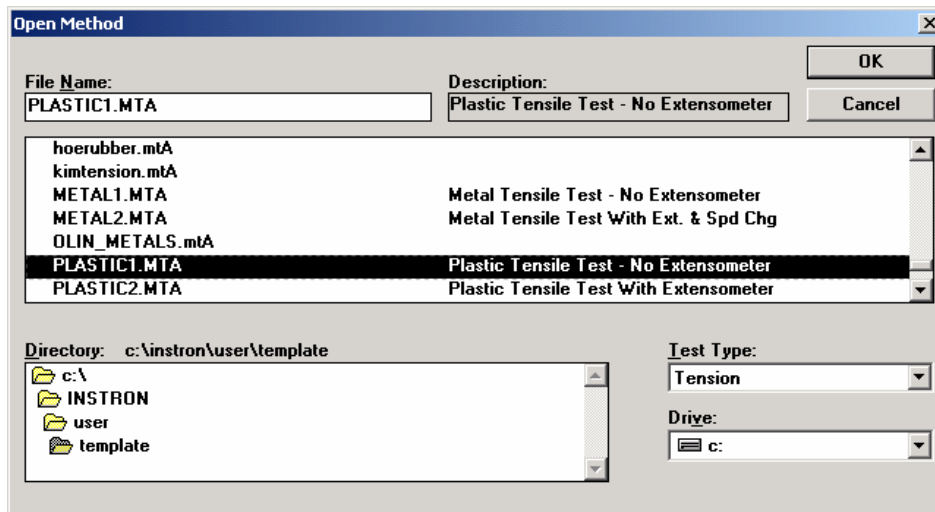 Open Method
OK
File Name:
Description:
PLASTIC1.MTA
Plastic Tensile Test - No Extensometer
Cancel
hoerubber.mtA
kimtension.mtA
METAL1.MTA Metal Tensile Test - No Extensometer
METAL2.MTA Metal Tensile Test With Ext. & Spd Chg
OLIN_METALS.mtA
PLASTIC1.MTA Plastic Tensile Test - No Extensometer
PLASTIC2.MTA Plastic Tensile Test With Extensometer
Directory: c:\instron\user\template
Test Type:
c:\
Tension
INSTRON
user
Drive:
template
c: